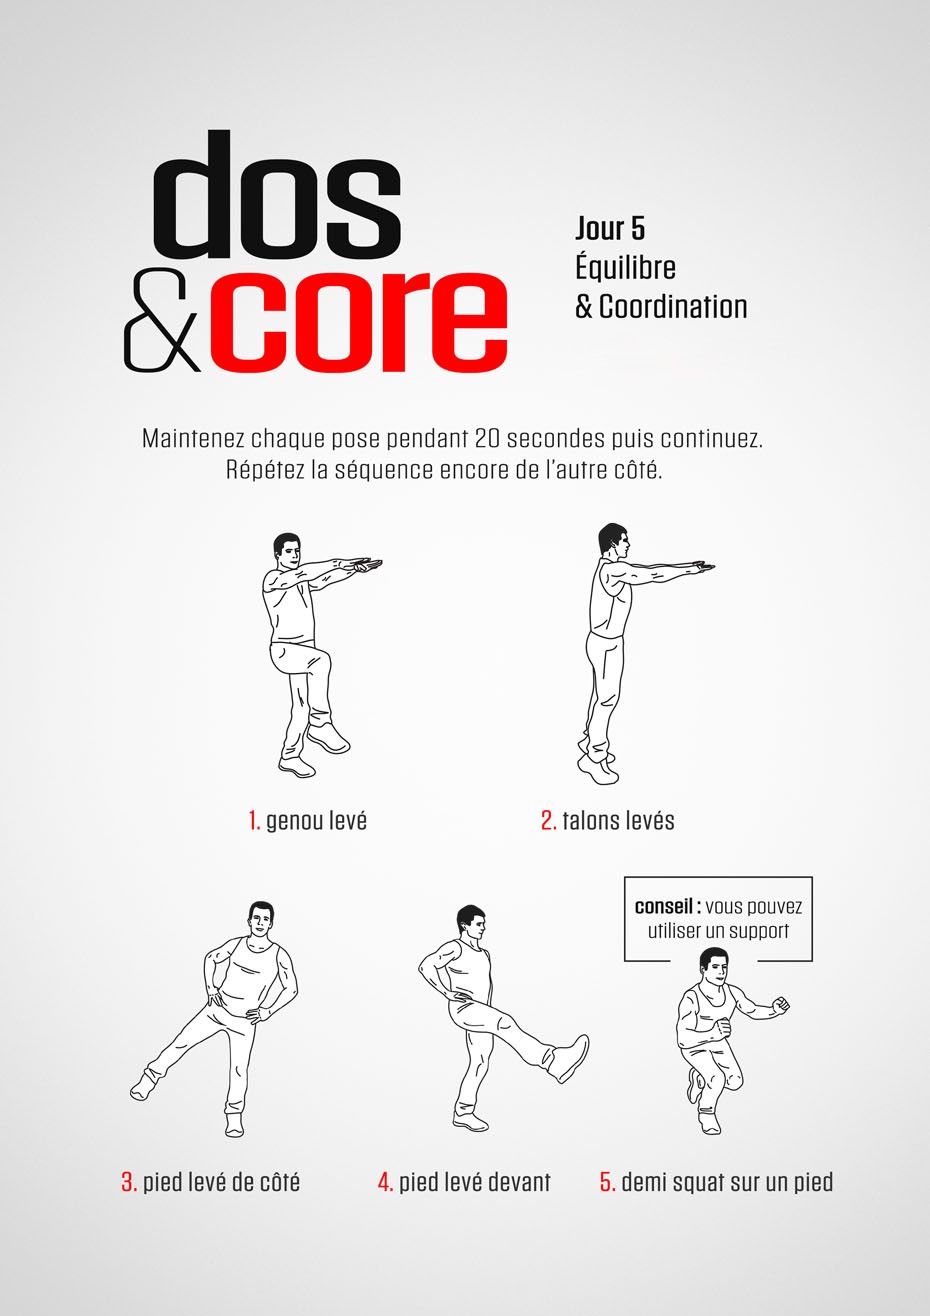 dos
&core
Jour 5
Équilibre
& Coordination
Maintenez chaque pose pendant 20 secondes puis continuez.
Répétez la séquence encore de l'autre côté.
1. genou levé
2. talons levés
conseil : vous pouvez
utiliser un support
3. pied levé de côté
4. pied levé devant
5. demi squat sur un pied